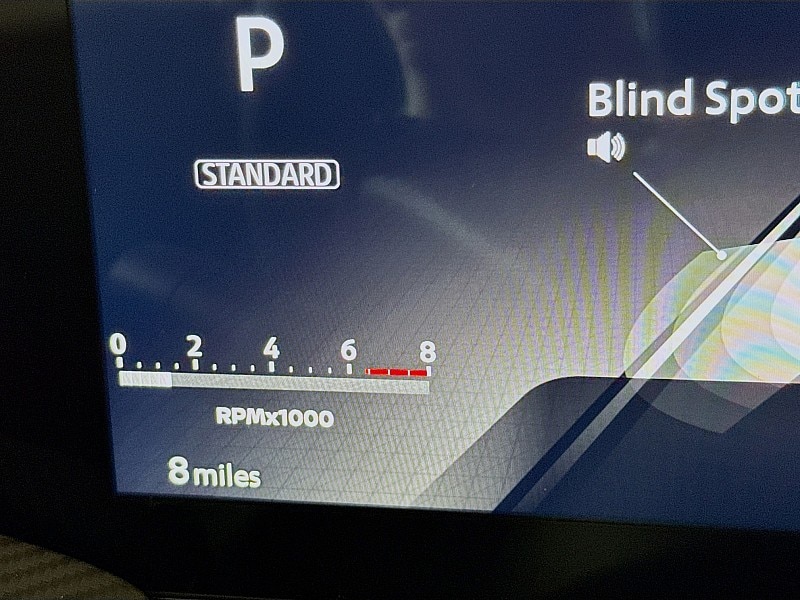 P
Blind Spot
STANDARD
0 2 4 6 8
RPMx1000
8 miles